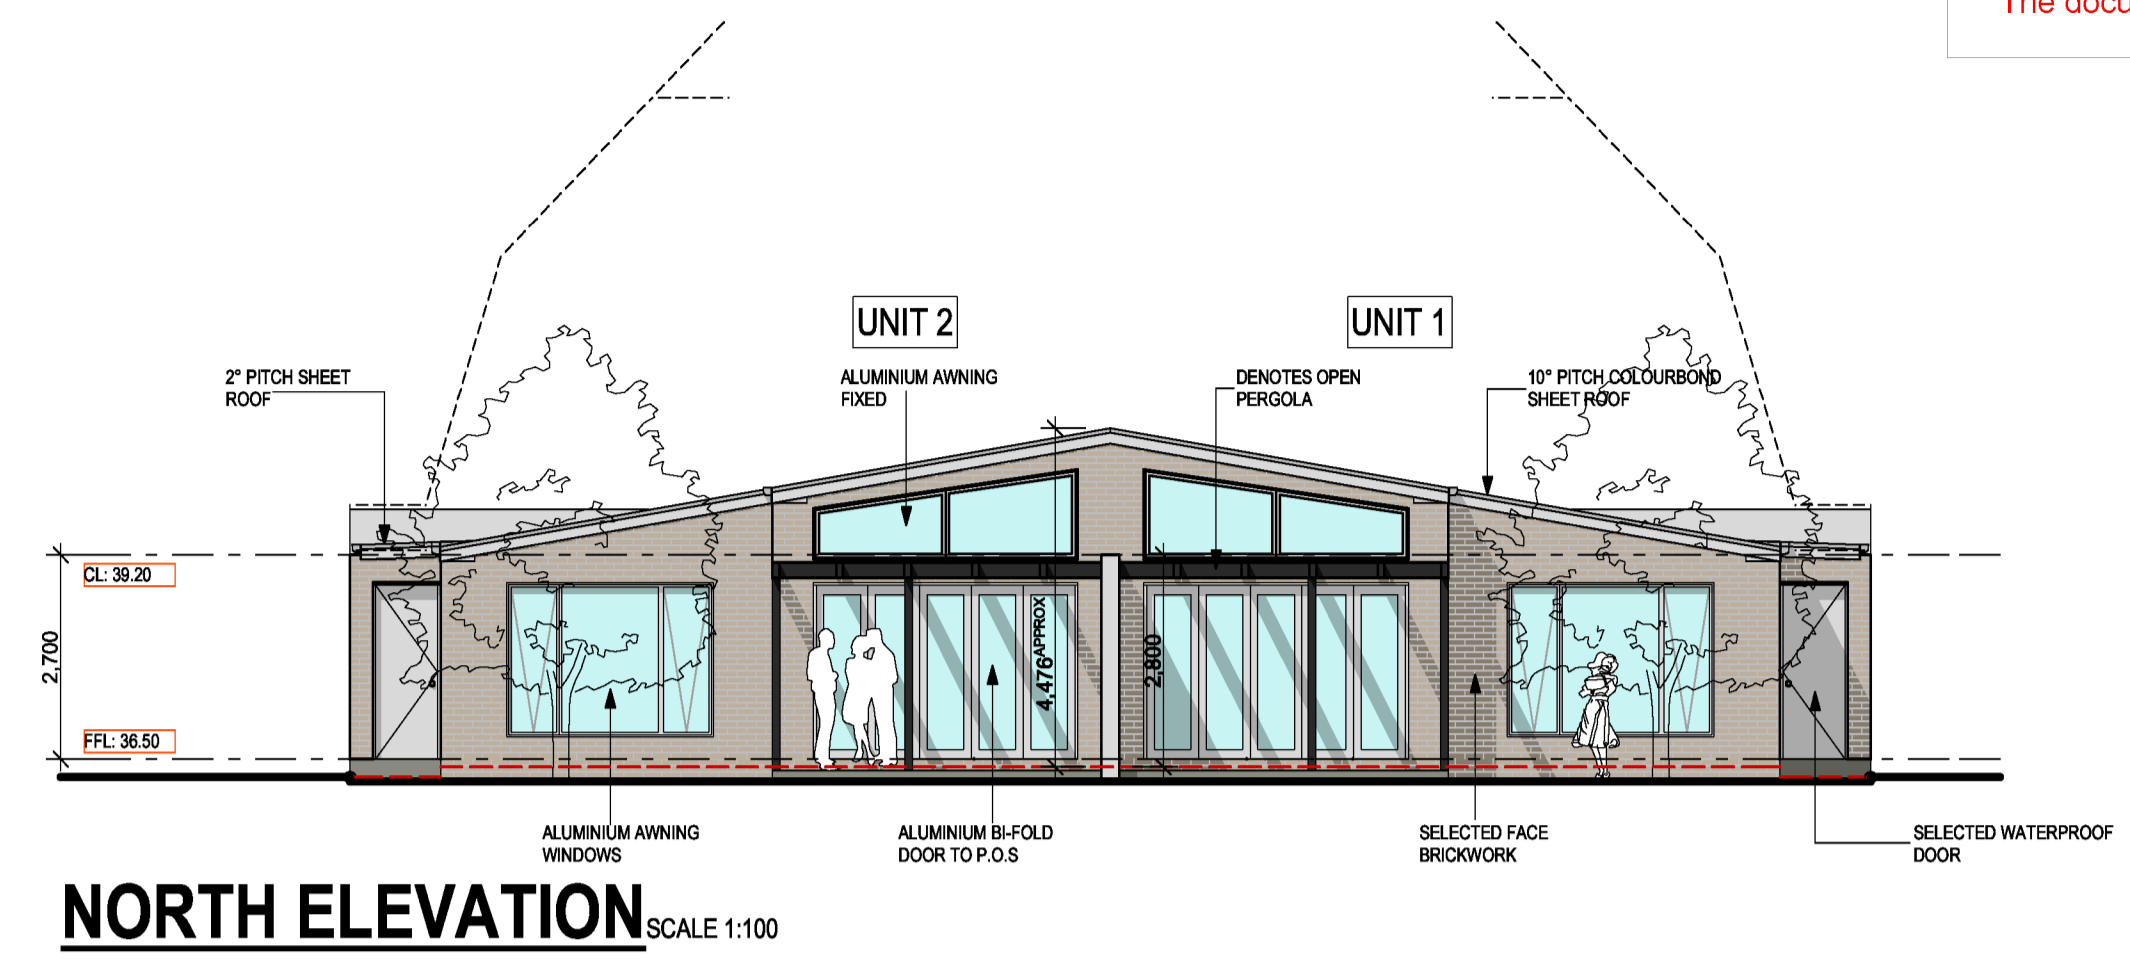 The docu
UNIT 2
UNIT 1
2° PITCH SHEET
ROOF
ALUMINIUM AWNING
FIXED
DENOTES OPEN
PERGOLA
10° PITCH COLOURBOND
SHEET ROOF
CL: 39.20
2,700
FFL: 36.50
4,476 APPROX
2,800
ALUMINIUM AWNING
WINDOWS
ALUMINIUM BI-FOLD
DOOR TO P.O.S
SELECTED FACE
BRICKWORK
SELECTED WATERPROOF
DOOR
NORTH ELEVATION SCALE 1:100